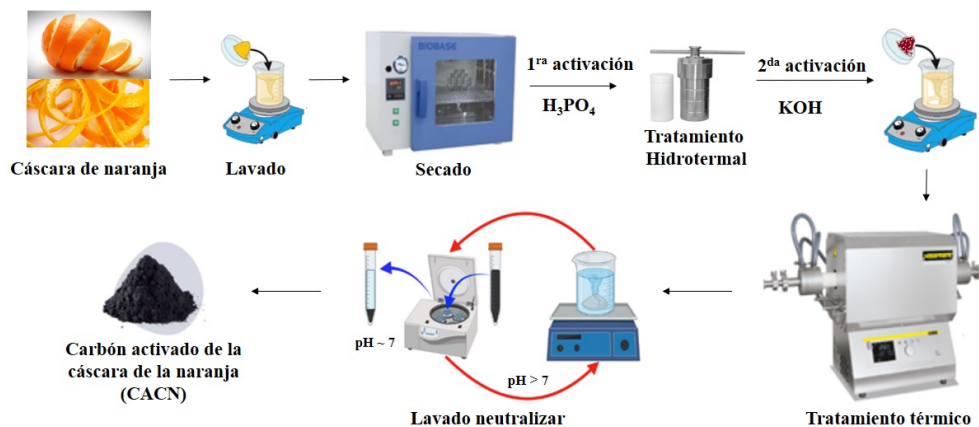 BIOBASE
1ra activación
H₃PO₄
2da activación
KOH
Cáscara de naranja
Lavado
Secado
Tratamiento
Hidrotermal
pH ~ 7
pH > 7
Carbón activado de la
cáscara de la naranja
(CACN)
Lavado neutralizar
Tratamiento térmico